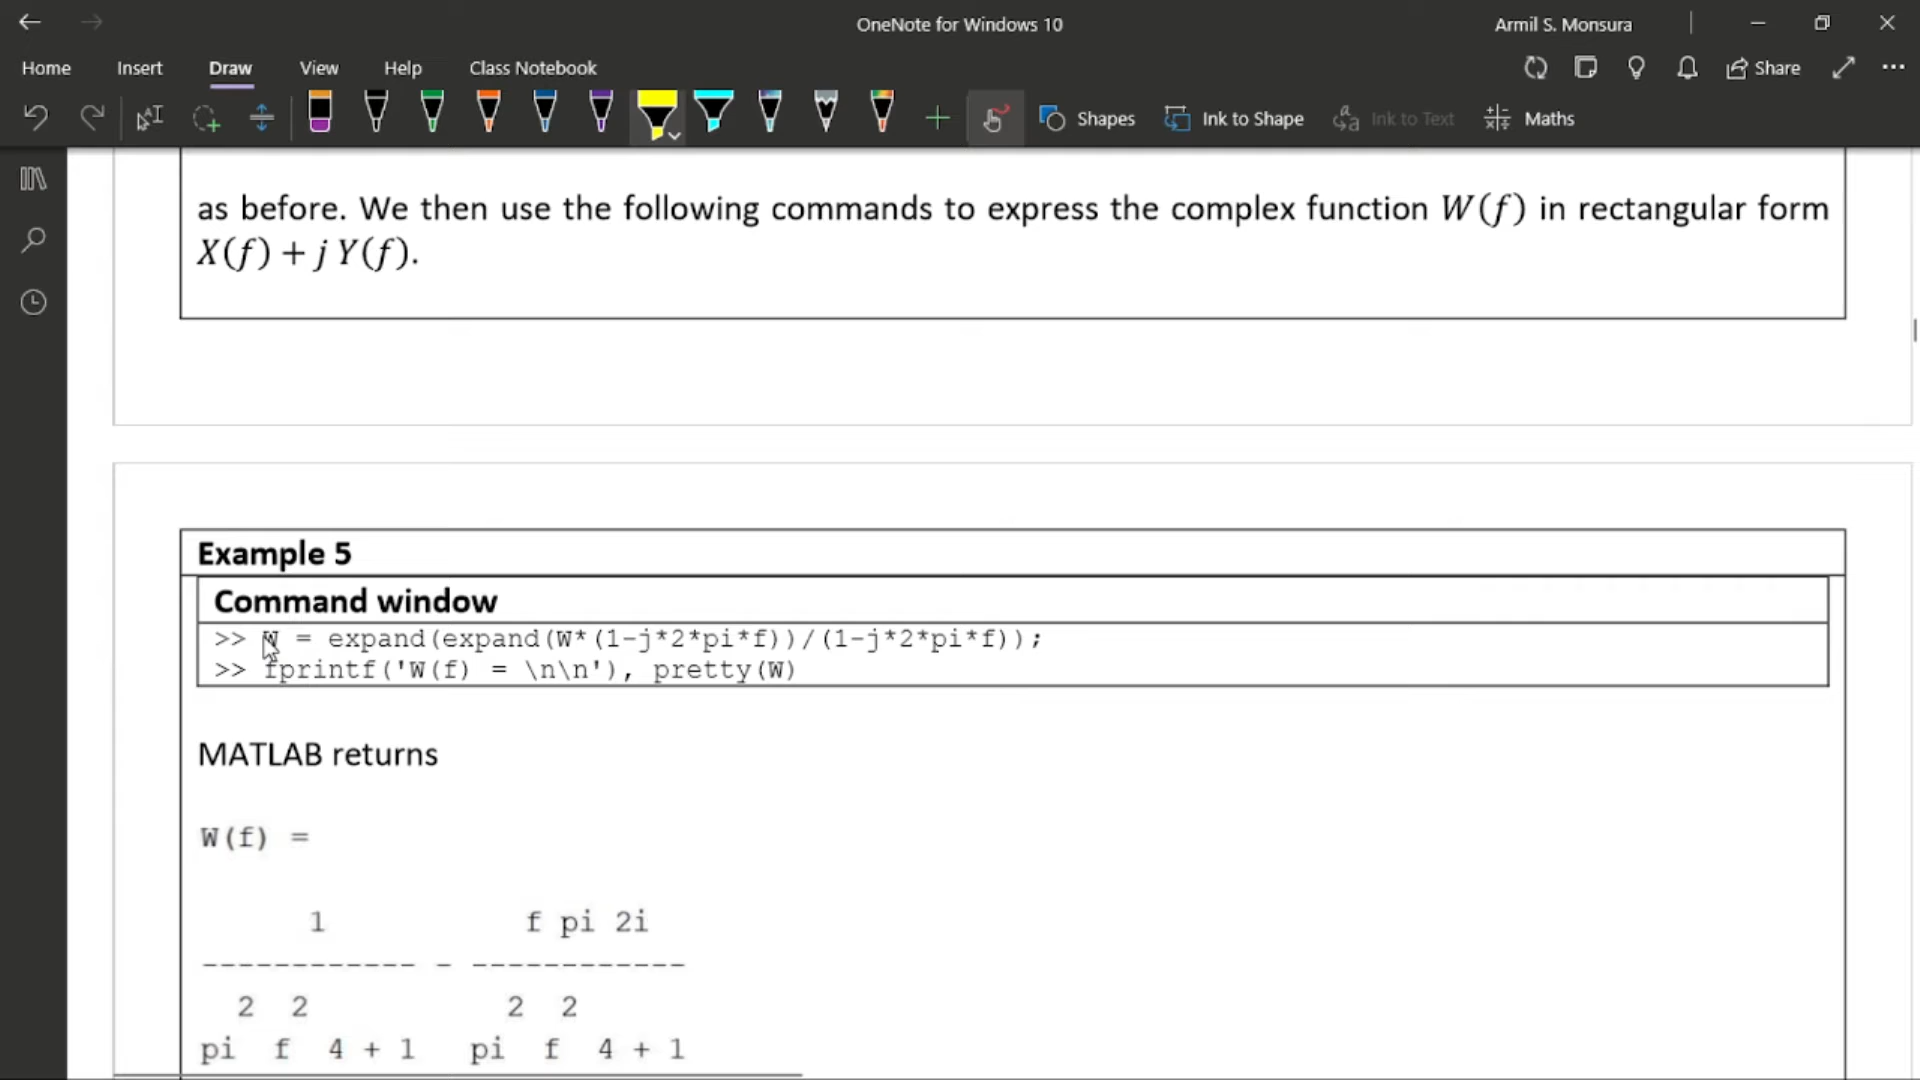 OneNote for Windows 10
Armil S. Monsura
Home Insert Draw View Help Class Notebook
Share
Shapes Ink to Shape Ink to Text Maths
as before. We then use the following commands to express the complex function W(f) in rectangular form
X(f) + j Y(f).
Example 5
Command window
>> W = expand(expand(W*(1-j*2*pi*f))/(1-j*2*pi*f));
>> fprintf('W(f) = \n\n'), pretty(W)
MATLAB returns
W(f) =
1 f pi 2i
------------ - ------------
2 2 2 2
pi f 4 + 1 pi f 4 + 1